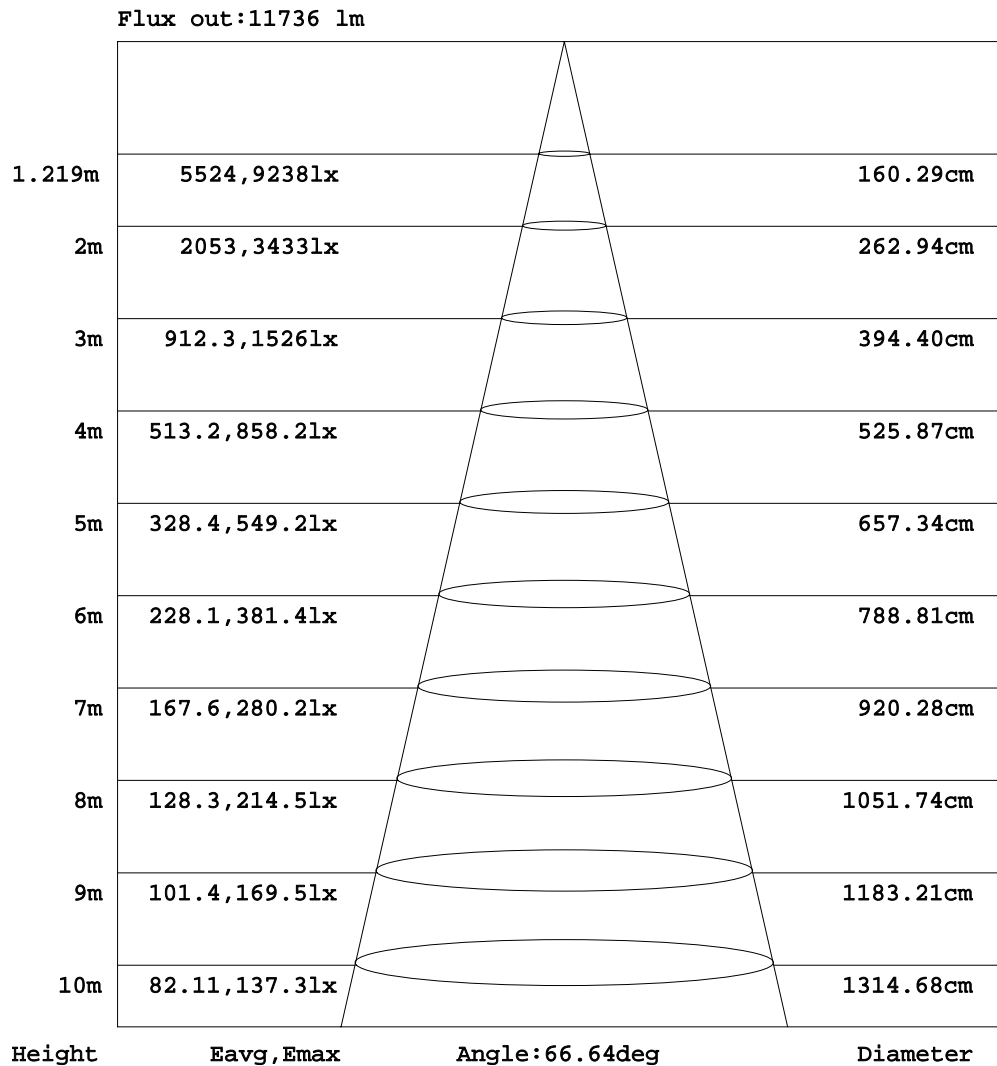 Flux out:11736 lm
1.219m 5524,9238lx 160.29cm
2m 2053,3433lx 262.94cm
3m 912.3,1526lx 394.40cm
4m 513.2,858.2lx 525.87cm
5m 328.4,549.2lx 657.34cm
6m 228.1,381.4lx 788.81cm
7m 167.6,280.2lx 920.28cm
8m 128.3,214.5lx 1051.74cm
9m 101.4,169.5lx 1183.21cm
10m 82.11,137.3lx 1314.68cm
Height Eavg,Emax Angle:66.64deg Diameter